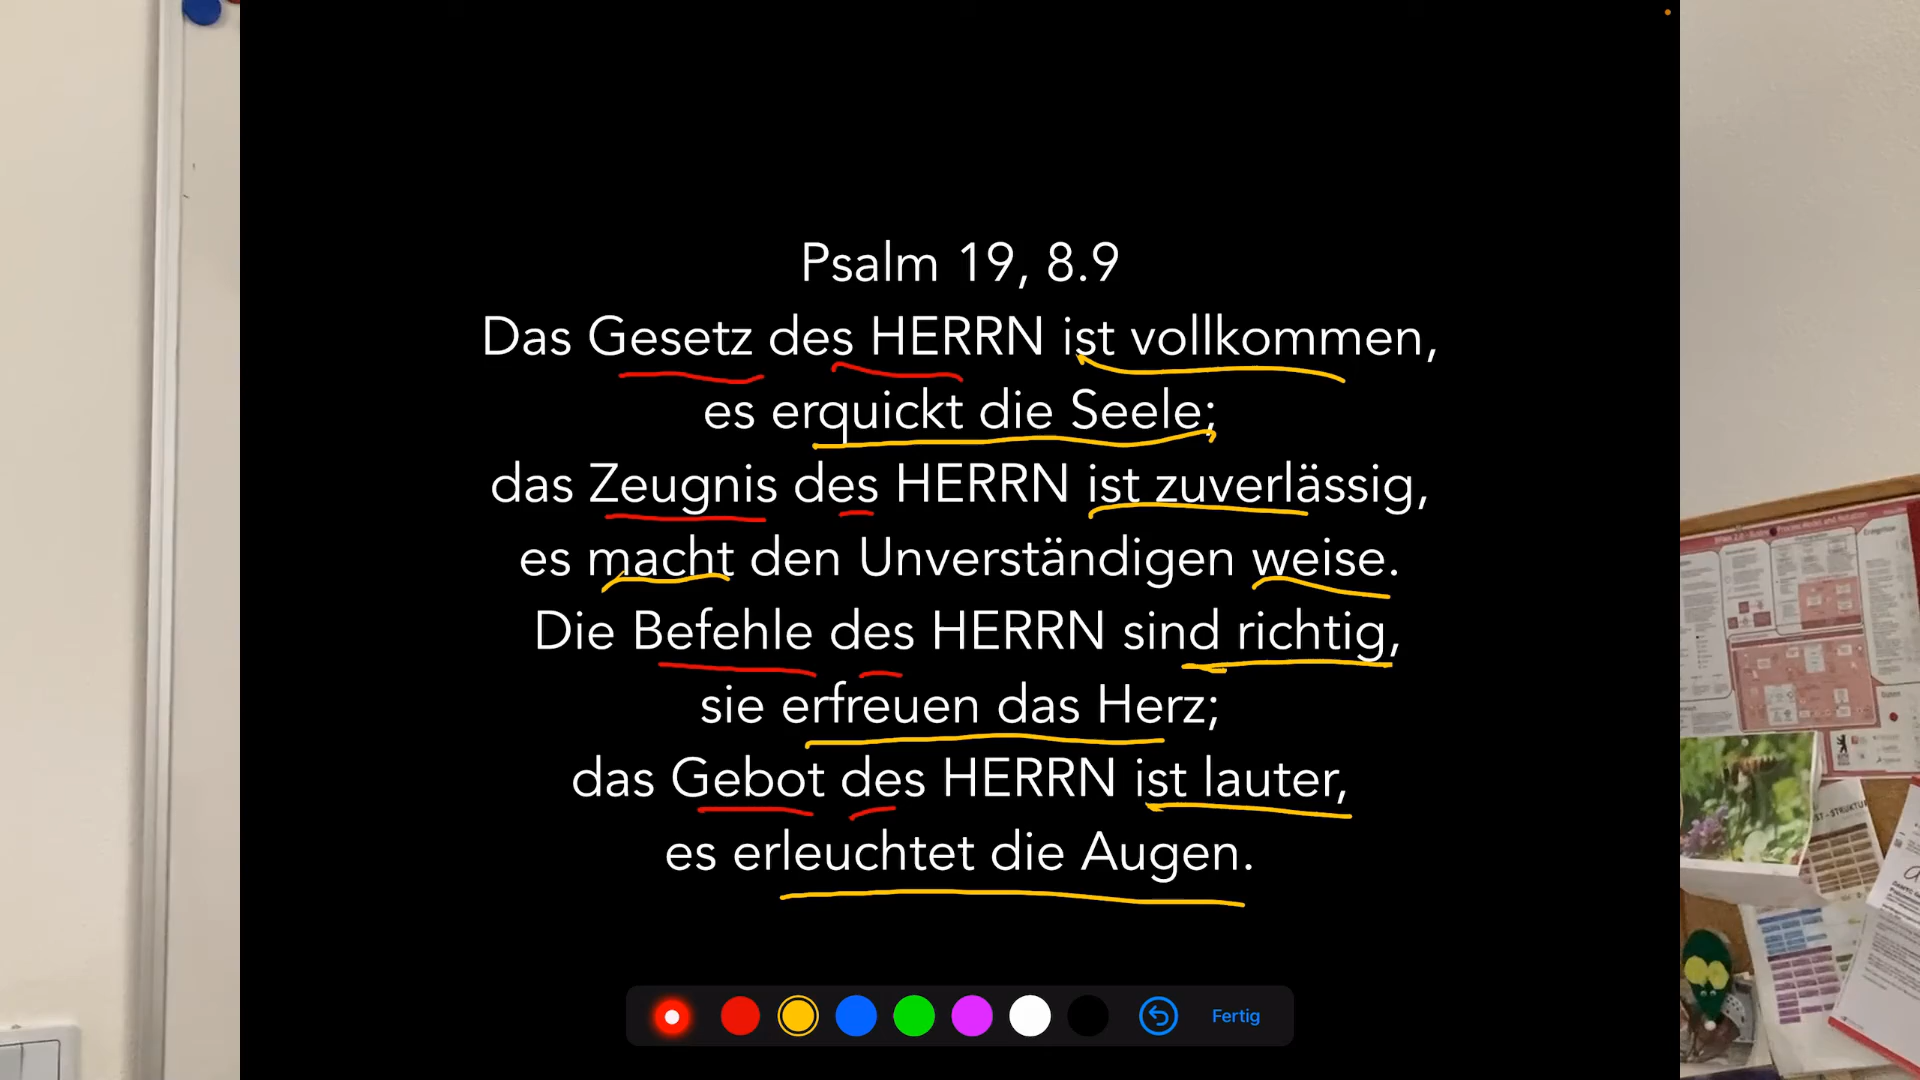 Psalm 19, 8.9
Das Gesetz des HERRN ist vollkommen,
es erquickt die Seele;
das Zeugnis des HERRN ist zuverlässig,
es macht den Unverständigen weise.
Die Befehle des HERRN sind richtig,
sie erfreuen das Herz;
das Gebot des HERRN ist lauter,
es erleuchtet die Augen.
Fertig